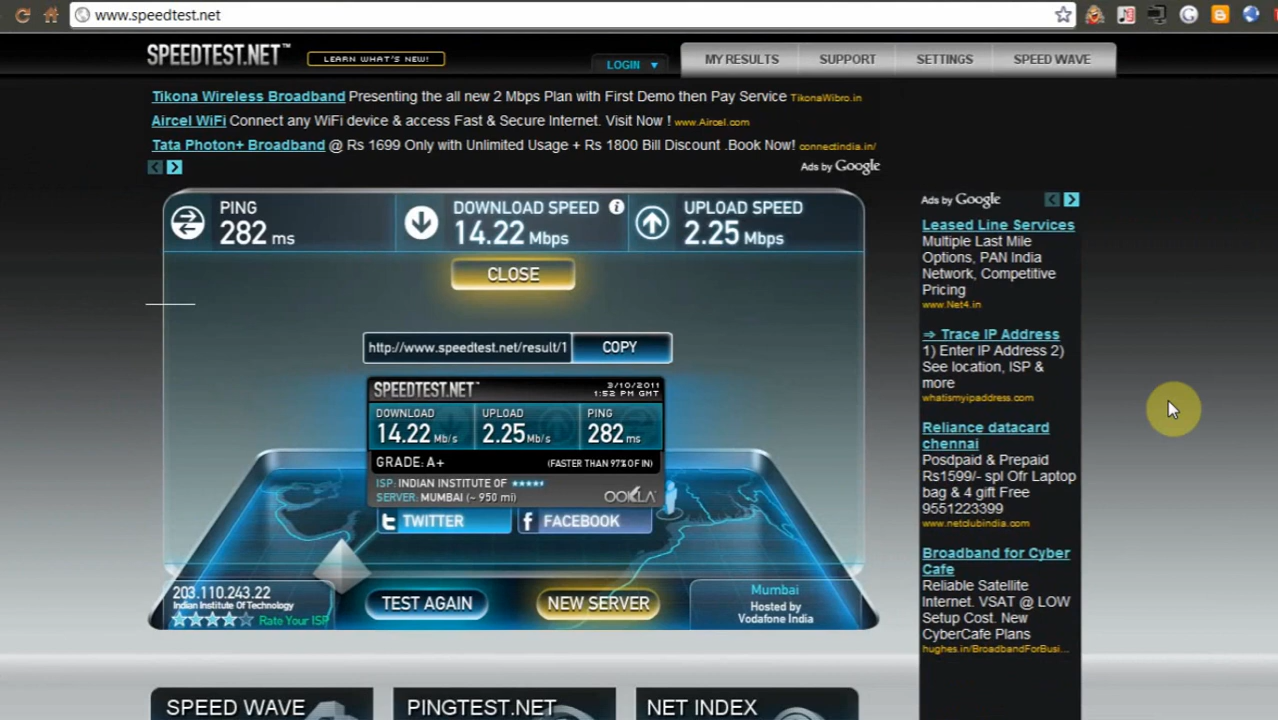 www.speedtest.net
SPEEDTEST.NET™
LEARN WHAT'S NEW!
LOGIN
MY RESULTS
SUPPORT
SETTINGS
SPEED WAVE
Tikona Wireless Broadband Presenting the all new 2 Mbps Plan with First Demo then Pay Service TikonaWibro.in
Aircel WiFi Connect any WiFi device & access Fast & Secure Internet. Visit Now ! www.Aircel.com
Tata Photon+ Broadband @ Rs 1699 Only with Unlimited Usage + Rs 1800 Bill Discount .Book Now! connectindia.in/
Ads by Google
PING
282 ms
DOWNLOAD SPEED
14.22 Mbps
UPLOAD SPEED
2.25 Mbps
CLOSE
http://www.speedtest.net/result/1
COPY
SPEEDTEST.NET™
3/10/2011
1:52 PM GMT
DOWNLOAD
14.22 Mb/s
UPLOAD
2.25 Mb/s
PING
282 ms
GRADE: A+
(FASTER THAN 97% OF IN)
ISP: INDIAN INSTITUTE OF
SERVER: MUMBAI (~ 950 mi)
OOKLA
TWITTER
FACEBOOK
203.110.243.22
Indian Institute Of Technology
Rate Your ISP
TEST AGAIN
NEW SERVER
Mumbai
Hosted by
Vodafone India
Ads by Google
Leased Line Services
Multiple Last Mile
Options, PAN India
Network, Competitive
Pricing
www.Net4.in
⇒ Trace IP Address
1) Enter IP Address 2)
See location, ISP &
more
whatismyipaddress.com
Reliance datacard
chennai
Posdpaid & Prepaid
Rs1599/- spl Ofr Laptop
bag & 4 gift Free
9551223399
www.netclubindia.com
Broadband for Cyber
Cafe
Reliable Satellite
Internet. VSAT @ LOW
Setup Cost. New
CyberCafe Plans
hughes.in/BroadbandForBusi...
SPEED WAVE
PINGTEST.NET
NET INDEX